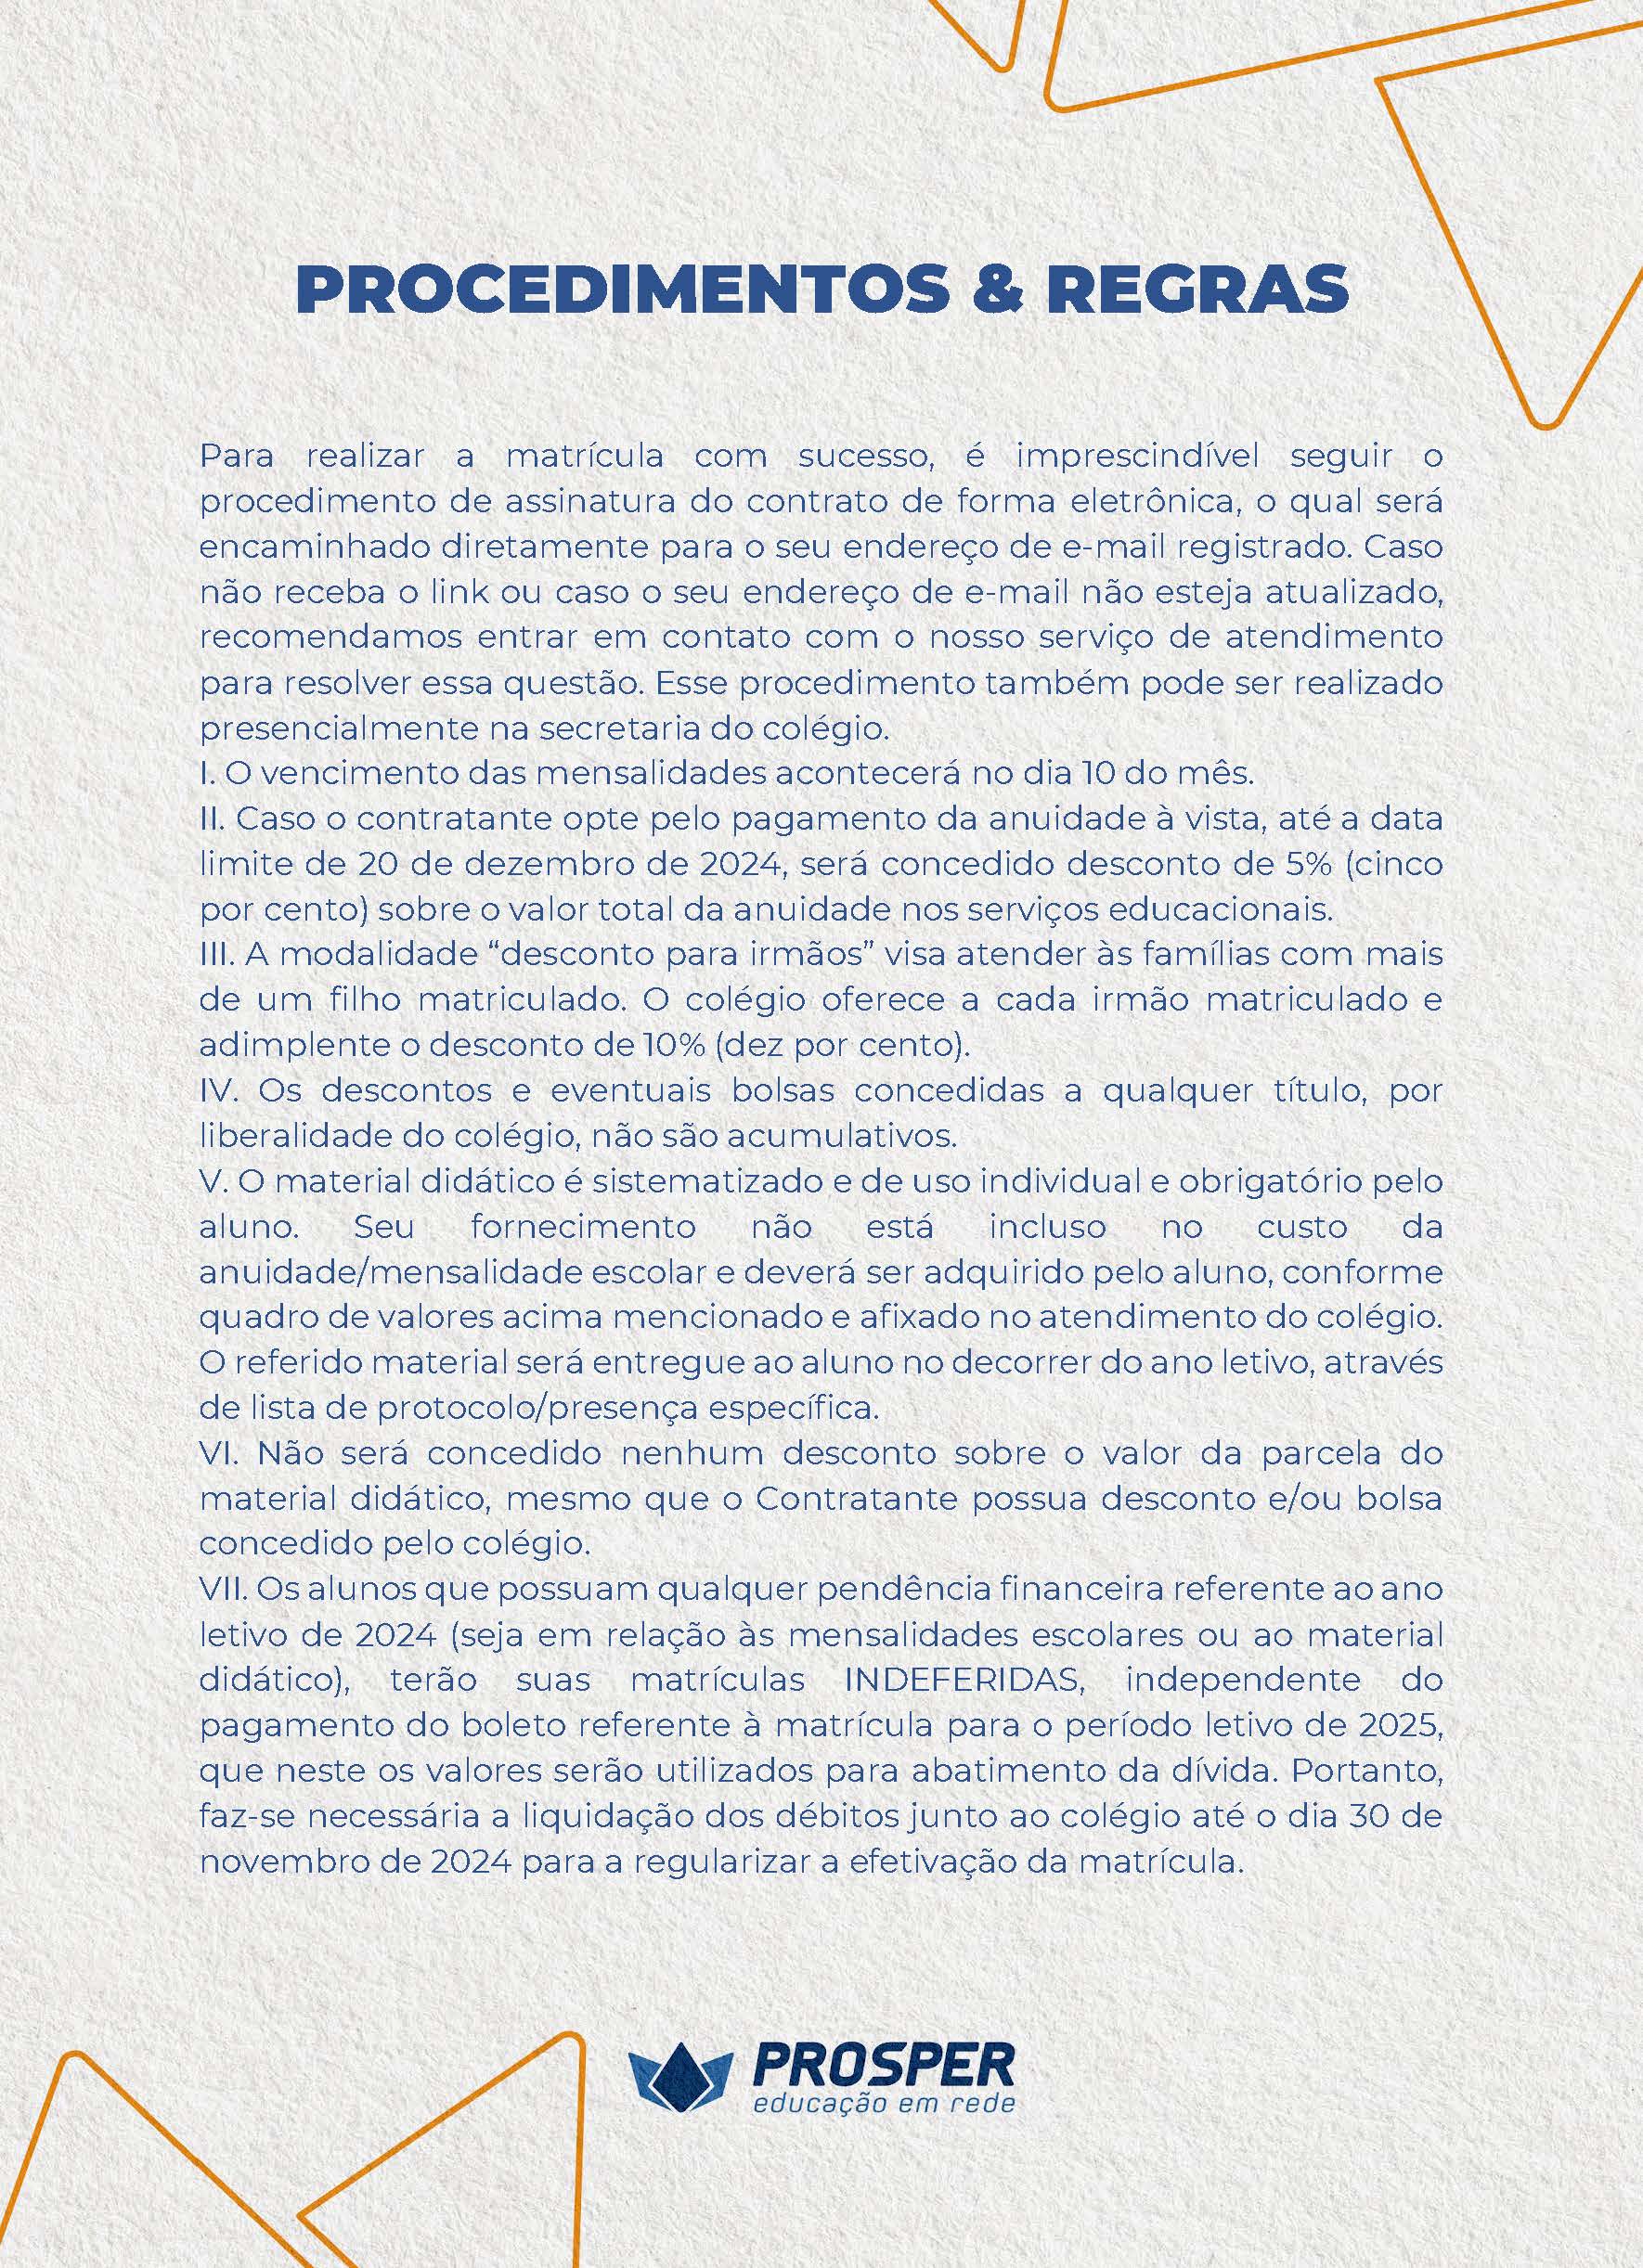 PROCEDIMENTOS & REGRAS
Para realizar a matrícula com sucesso, é imprescindível seguir o
procedimento de assinatura do contrato de forma eletrônica, o qual será
encaminhado diretamente para o seu endereço de e-mail registrado. Caso
não receba o link ou caso o seu endereço de e-mail não esteja atualizado,
recomendamos entrar em contato com o nosso serviço de atendimento
para resolver essa questão. Esse procedimento também pode ser realizado
presencialmente na secretaria do colégio.
I. O vencimento das mensalidades acontecerá no dia 10 do mês.
II. Caso o contratante opte pelo pagamento da anuidade à vista, até a data
limite de 20 de dezembro de 2024, será concedido desconto de 5% (cinco
por cento) sobre o valor total da anuidade nos serviços educacionais.
III. A modalidade “desconto para irmãos” visa atender às famílias com mais
de um filho matriculado. O colégio oferece a cada irmão matriculado e
adimplente o desconto de 10% (dez por cento).
IV. Os descontos e eventuais bolsas concedidas a qualquer título, por
liberalidade do colégio, não são acumulativos.
V. O material didático é sistematizado e de uso individual e obrigatório pelo
aluno. Seu fornecimento não está incluso no custo da
anuidade/mensalidade escolar e deverá ser adquirido pelo aluno, conforme
quadro de valores acima mencionado e afixado no atendimento do colégio.
O referido material será entregue ao aluno no decorrer do ano letivo, através
de lista de protocolo/presença específica.
VI. Não será concedido nenhum desconto sobre o valor da parcela do
material didático, mesmo que o Contratante possua desconto e/ou bolsa
concedido pelo colégio.
VII. Os alunos que possuam qualquer pendência financeira referente ao ano
letivo de 2024 (seja em relação às mensalidades escolares ou ao material
didático), terão suas matrículas INDEFERIDAS, independente do
pagamento do boleto referente à matrícula para o período letivo de 2025,
que neste os valores serão utilizados para abatimento da dívida. Portanto,
faz-se necessária a liquidação dos débitos junto ao colégio até o dia 30 de
novembro de 2024 para a regularizar a efetivação da matrícula.
PROSPER
educação em rede